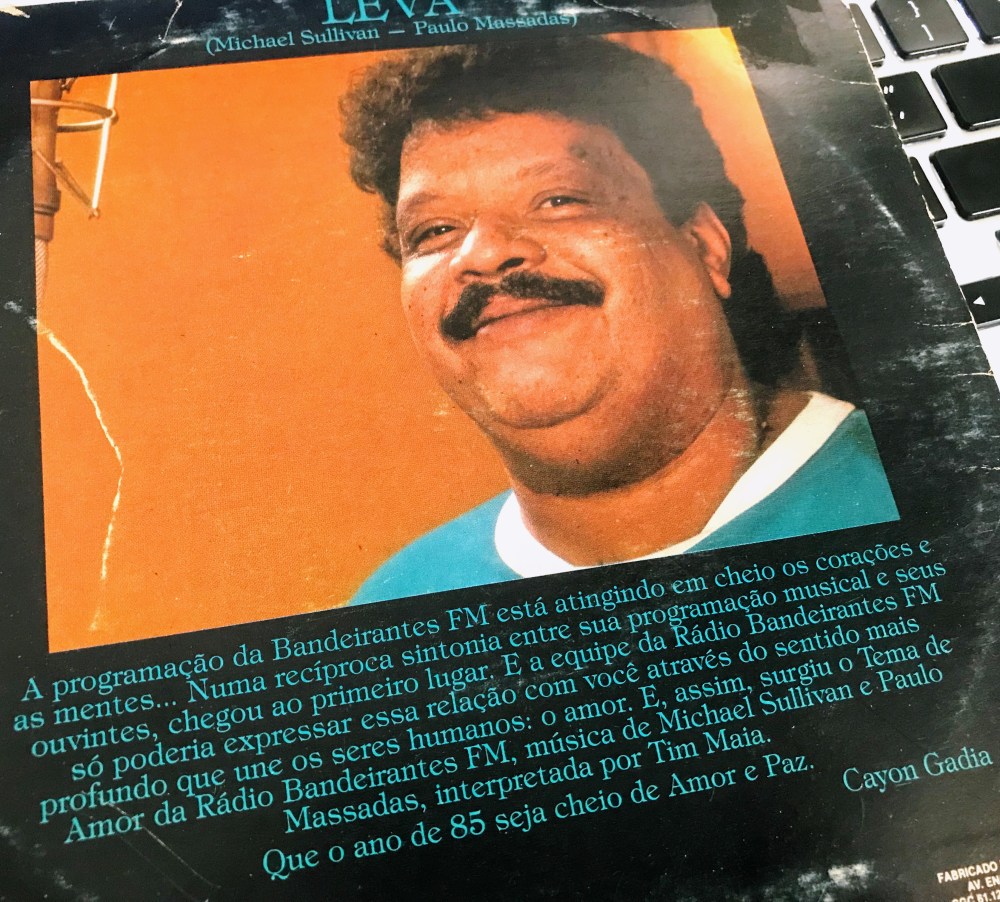 LEVA
(Michael Sullivan – Paulo Massadas)
A programação da Bandeirantes FM está atingindo em cheio os corações e
as mentes... Numa recíproca sintonia entre sua programação musical e seus
ouvintes, chegou ao primeiro lugar. E a equipe da Rádio Bandeirantes FM
só poderia expressar essa relação com você através do sentido mais
profundo que une os seres humanos: o amor. E, assim, surgiu o Tema de
Amor da Rádio Bandeirantes FM, música de Michael Sullivan e Paulo
Massadas, interpretada por Tim Maia.
Que o ano de 85 seja cheio de Amor e Paz.
Cayon Gadia
FABRICADO
AV. EN